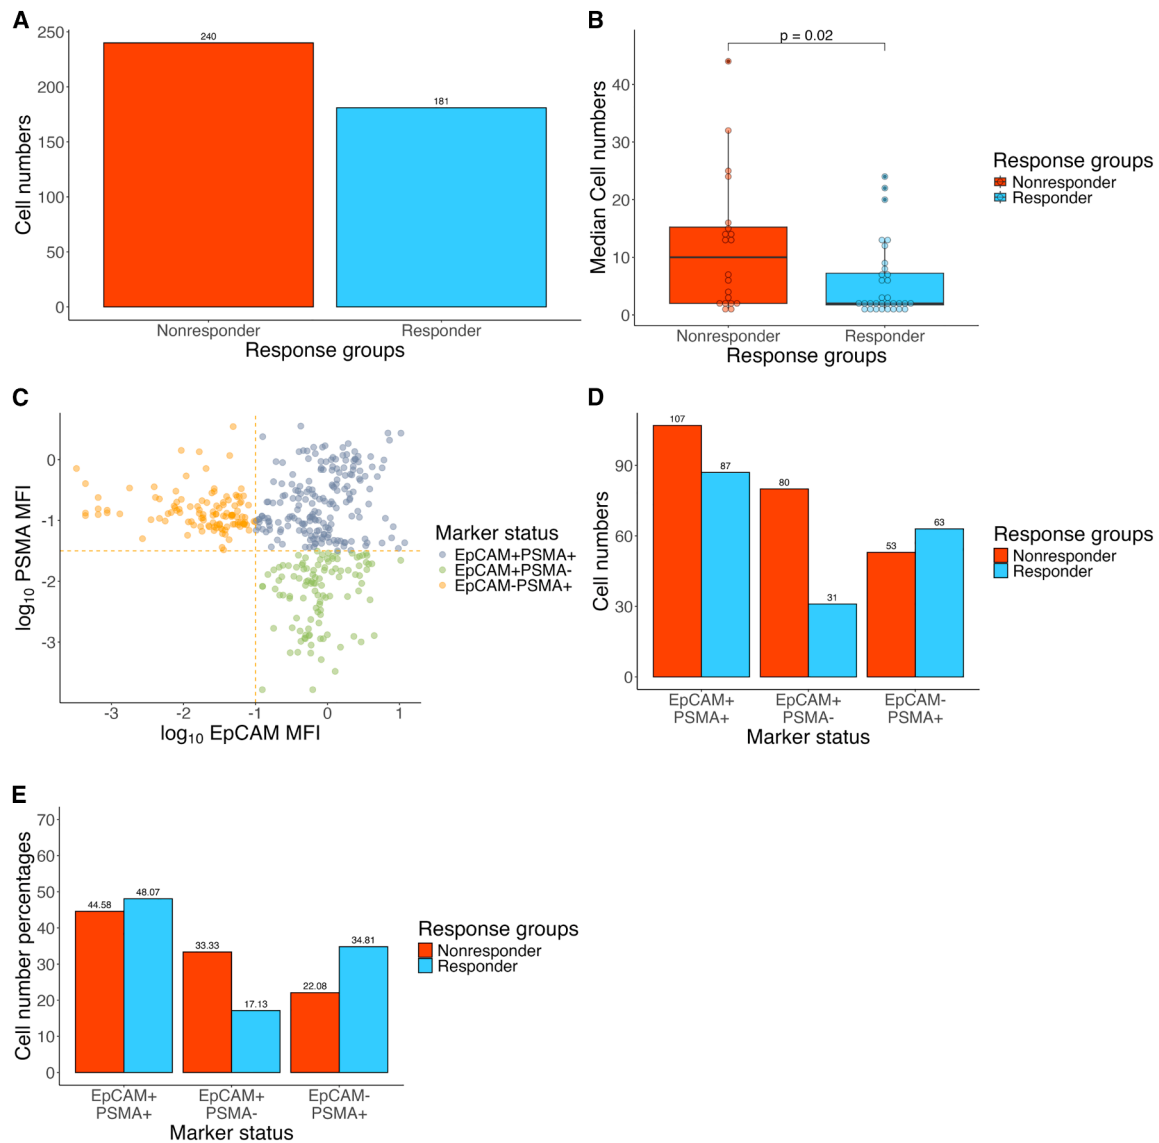 A
Cell numbers
250
200
150
100
50
0
240
181
Nonresponder
Responder
Response groups
B
Median Cell numbers
40
30
20
10
0
p = 0.02
Nonresponder
Responder
Response groups
Response groups
Nonresponder
Responder
C
log10 PSMA MFI
0
-1
-2
-3
-3
-2
-1
0
1
log10 EpCAM MFI
Marker status
EpCAM+PSMA+
EpCAM+PSMA-
EpCAM-PSMA+
D
Cell numbers
90
60
30
0
107
87
80
31
53
63
EpCAM+
PSMA+
EpCAM+
PSMA-
EpCAM-
PSMA+
Marker status
Response groups
Nonresponder
Responder
E
Cell number percentages
70
60
50
40
30
20
10
0
44.58
48.07
33.33
17.13
22.08
34.81
EpCAM+
PSMA+
EpCAM+
PSMA-
EpCAM-
PSMA+
Marker status
Response groups
Nonresponder
Responder